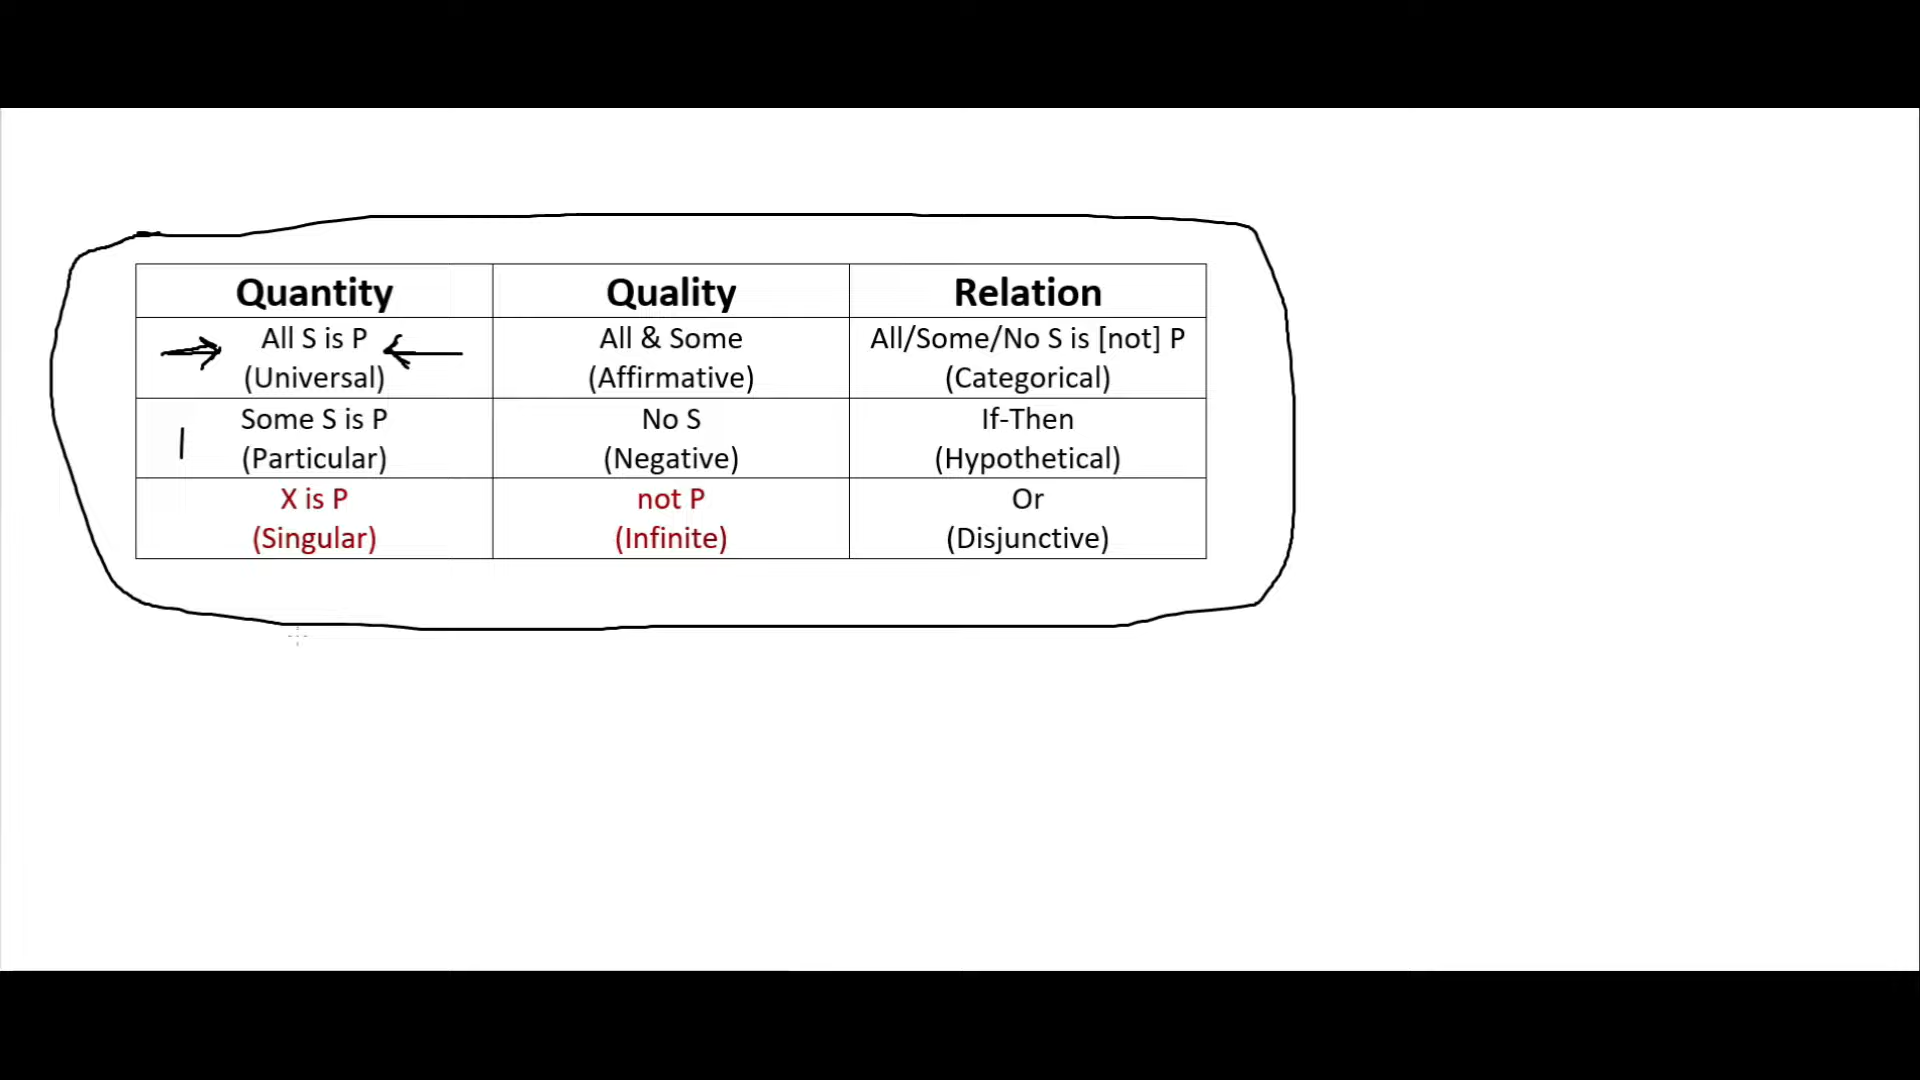 Quantity Quality Relation
All S is P All & Some All/Some/No S is [not] P
(Universal) (Affirmative) (Categorical)
Some S is P No S If-Then
(Particular) (Negative) (Hypothetical)
X is P not P Or
(Singular) (Infinite) (Disjunctive)